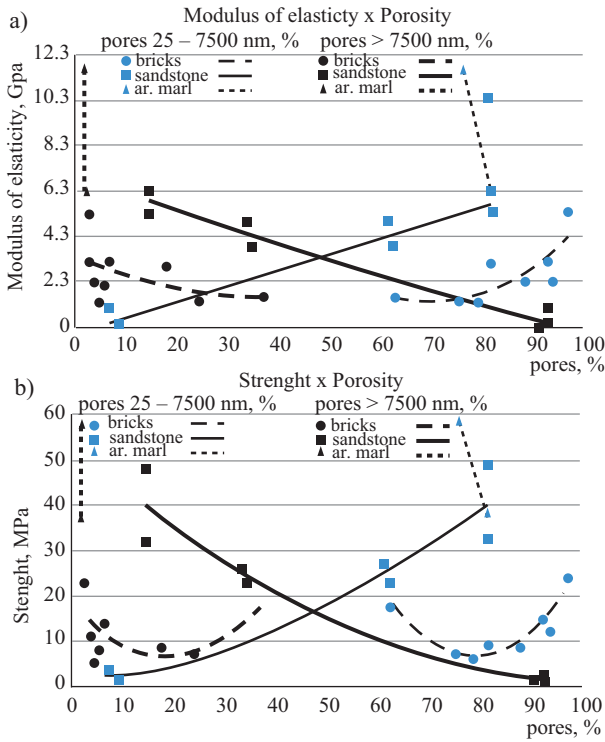 a)
Modulus of elasticty x Porosity
pores 25 – 7500 nm, %
pores > 7500 nm, %
bricks
sandstone
ar. marl
bricks
sandstone
ar. marl
Modulus of elsaticity, Gpa
12.3
10.3
8.3
6.3
4.3
2.3
0
0 10 20 30 40 50 60 70 80 90 100
pores, %
b)
Strenght x Porosity
pores 25 – 7500 nm, %
pores > 7500 nm, %
bricks
sandstone
ar. marl
bricks
sandstone
ar. marl
Stenght, MPa
60
50
40
30
20
10
0
0 10 20 30 40 50 60 70 80 90 100
pores, %